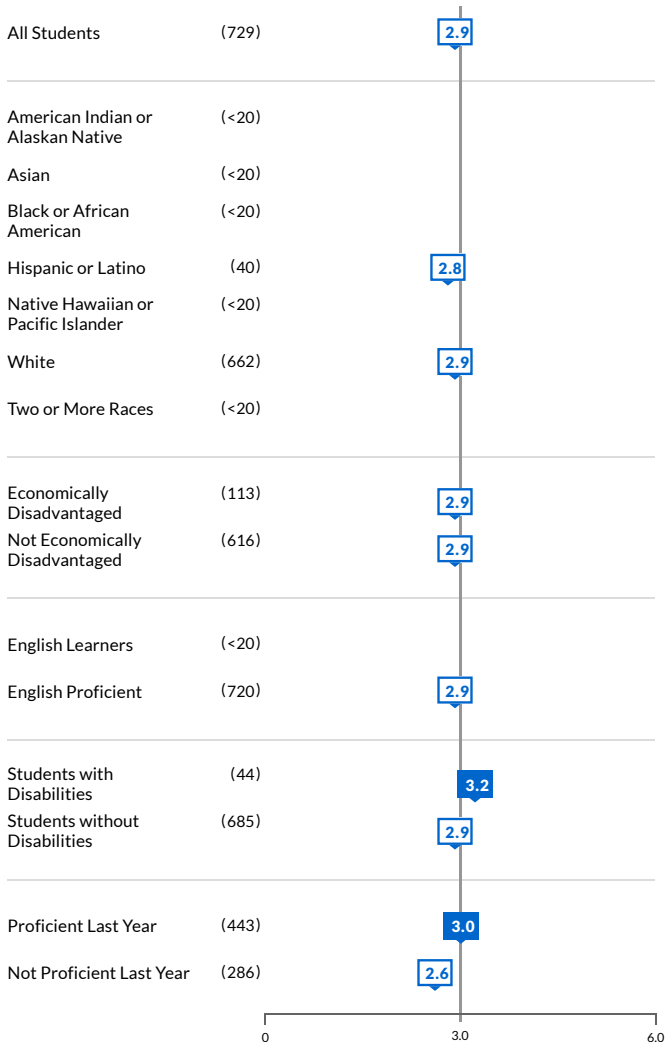 All Students (729) 2.9
American Indian or (<20)
Alaskan Native
Asian (<20)
Black or African (<20)
American
Hispanic or Latino (40) 2.8
Native Hawaiian or (<20)
Pacific Islander
White (662) 2.9
Two or More Races (<20)
Economically (113) 2.9
Disadvantaged
Not Economically (616) 2.9
Disadvantaged
English Learners (<20)
English Proficient (720) 2.9
Students with (44) 3.2
Disabilities
Students without (685) 2.9
Disabilities
Proficient Last Year (443) 3.0
Not Proficient Last Year (286) 2.6
0 3.0 6.0